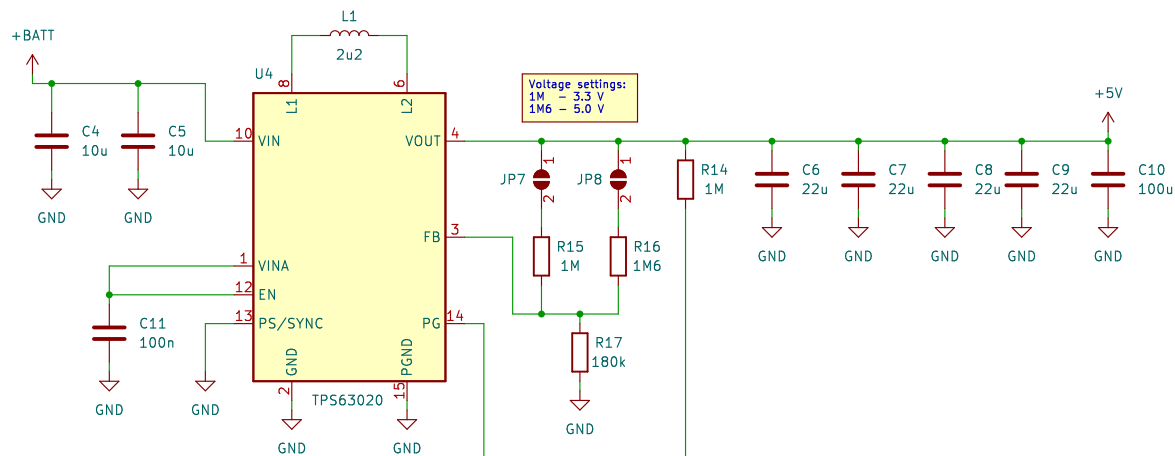 L1
2u2
+BATT
C4
10u
C5
10u
GND
GND
U4
8
L1
6
L2
10
VIN
VOUT
4
FB
3
1
VINA
12
EN
13
PS/SYNC
PG
14
GND
2
PGND
15
TPS63020
GND
GND
C11
100n
GND
GND
Voltage settings:
1M  - 3.3 V
1M6 - 5.0 V
JP7
1
2
JP8
1
2
R14
1M
R15
1M
R16
1M6
R17
180k
GND
+5V
C6
22u
C7
22u
C8
22u
C9
22u
C10
100u
GND
GND
GND
GND
GND